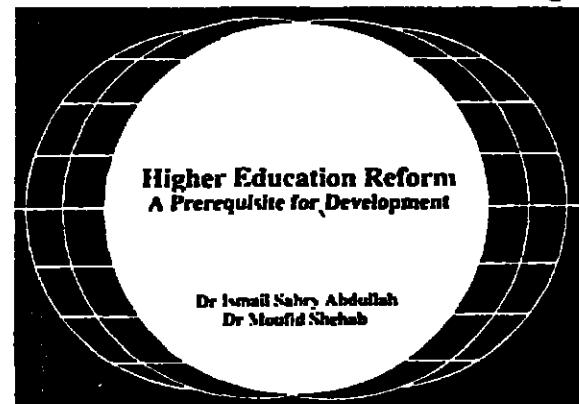 Higher Education Reform
A Prerequisite for Development
Dr Ismail Sabry Abdullah
Dr Moufid Shehab